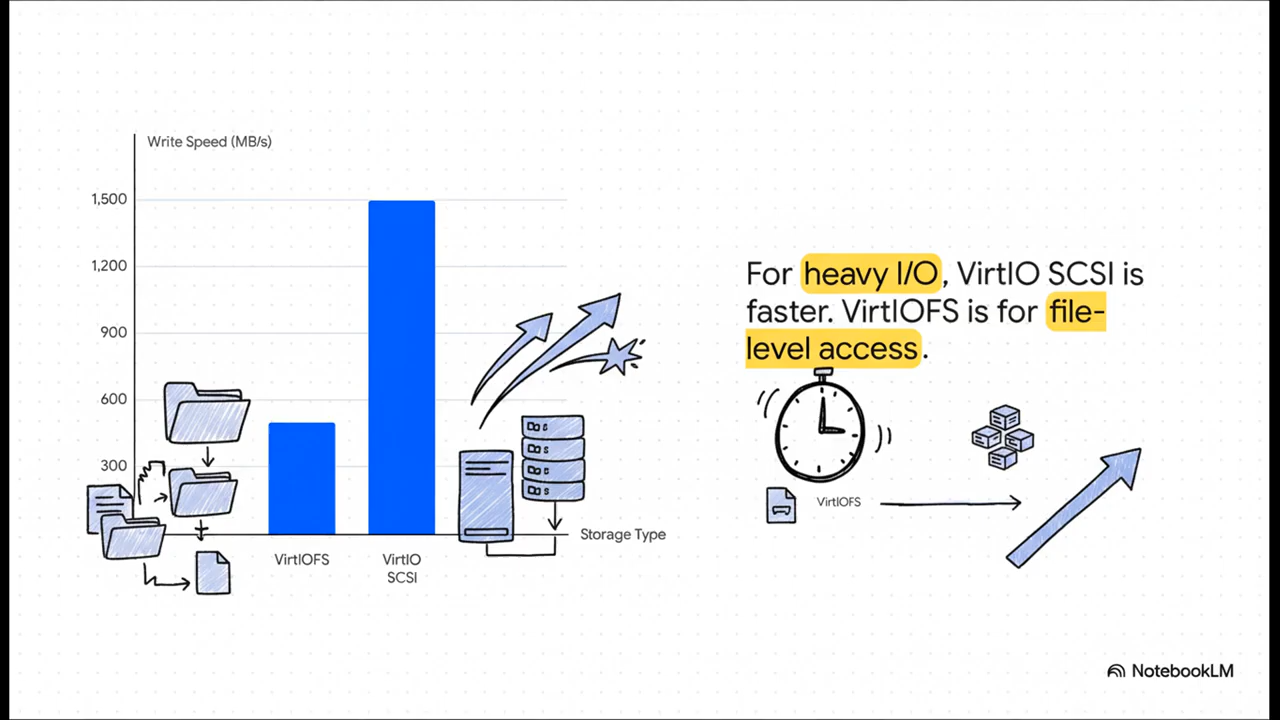 Write Speed (MB/s)
1,500
1,200
900
600
300
VirtIOFS
VirtIO
SCSI
Storage Type
For heavy I/O, VirtIO SCSI is
faster. VirtIOFS is for file-
level access.
VirtIOFS
NotebookLM